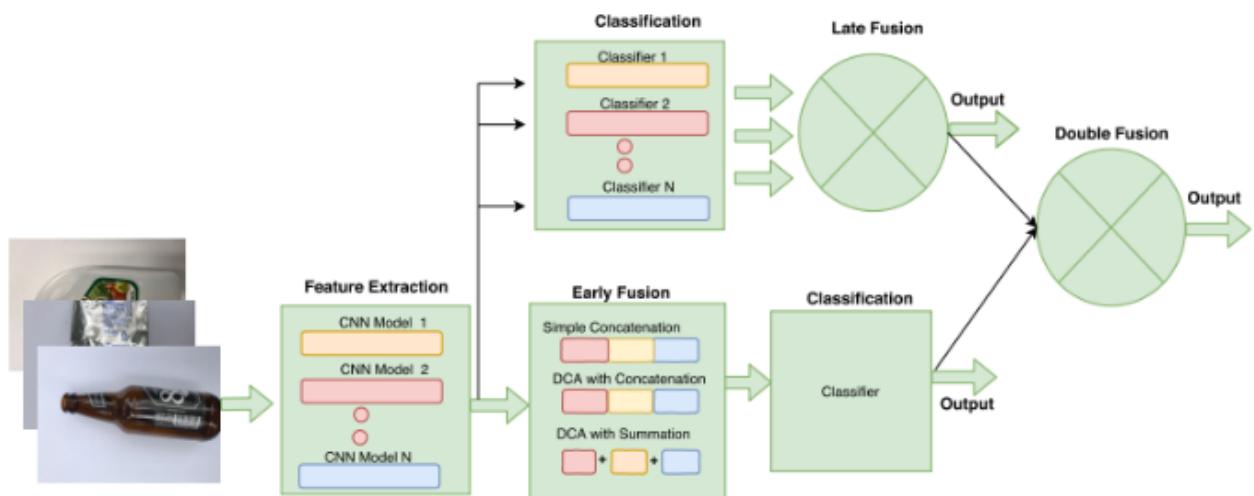 Classification
Classifier 1
Classifier 2
Classifier N
Late Fusion
Output
Double Fusion
Output
Feature Extraction
CNN Model 1
CNN Model 2
CNN Model N
Early Fusion
Simple Concatenation
DCA with Concatenation
DCA with Summation
+ +
Classification
Classifier
Output